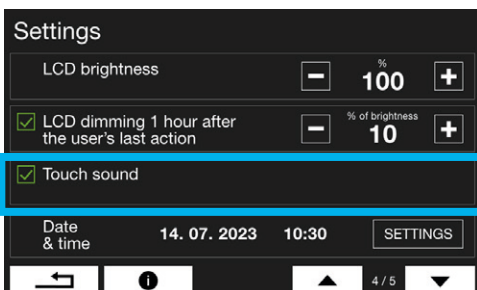 Settings
LCD brightness
%
100
LCD dimming 1 hour after
the user's last action
% of brightness
10
Touch sound
Date
& time
14. 07. 2023
10:30
SETTINGS
4/5